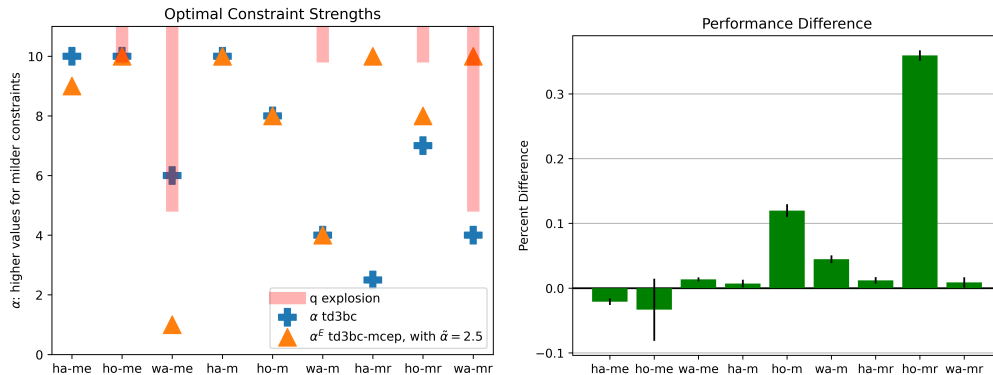 Optimal Constraint Strengths
α: higher values for milder constraints
10
8
6
4
2
0
q explosion
α td3bc
α^E td3bc-mcep, with α̃ = 2.5
ha-me ho-me wa-me ha-m ho-m wa-m ha-mr ho-mr wa-mr
Performance Difference
Percent Difference
0.3
0.2
0.1
0.0
−0.1
ha-me ho-me wa-me ha-m ho-m wa-m ha-mr ho-mr wa-mr